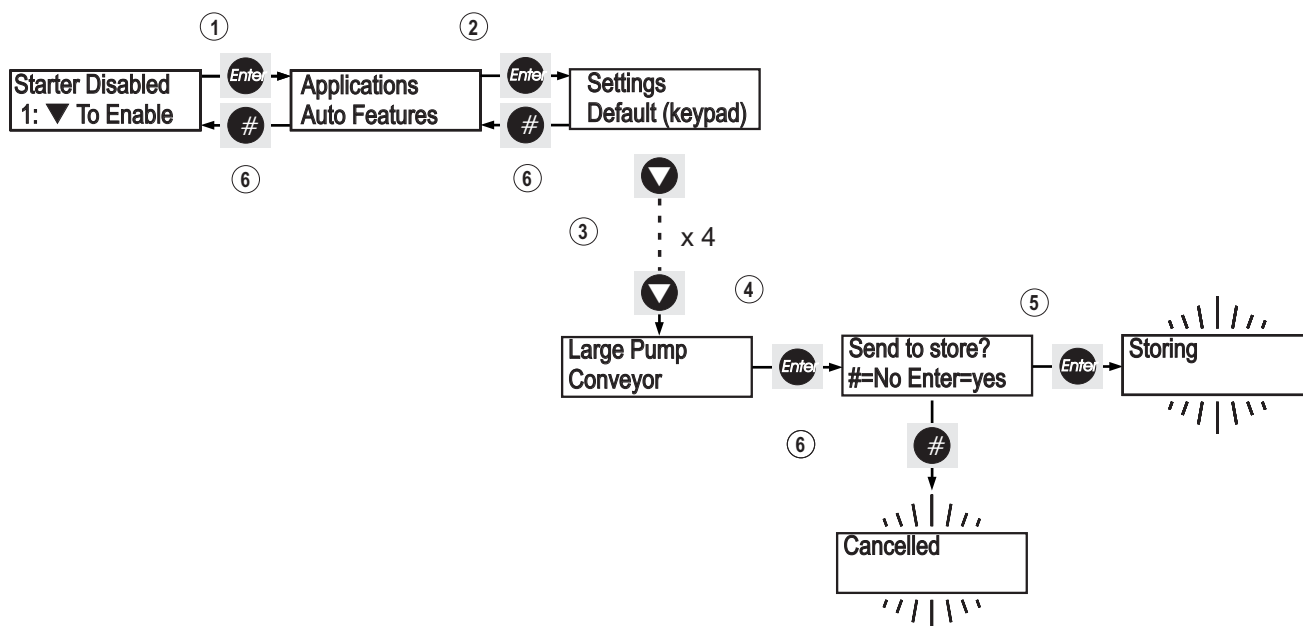 1
2
Starter Disabled
1: ▼ To Enable
Enter
#
Applications
Auto Features
Enter
#
Settings
Default (keypad)
6
6
3
x 4
4
5
Large Pump
Conveyor
Enter
Send to store?
#=No Enter=yes
Enter
Storing
6
#
Cancelled